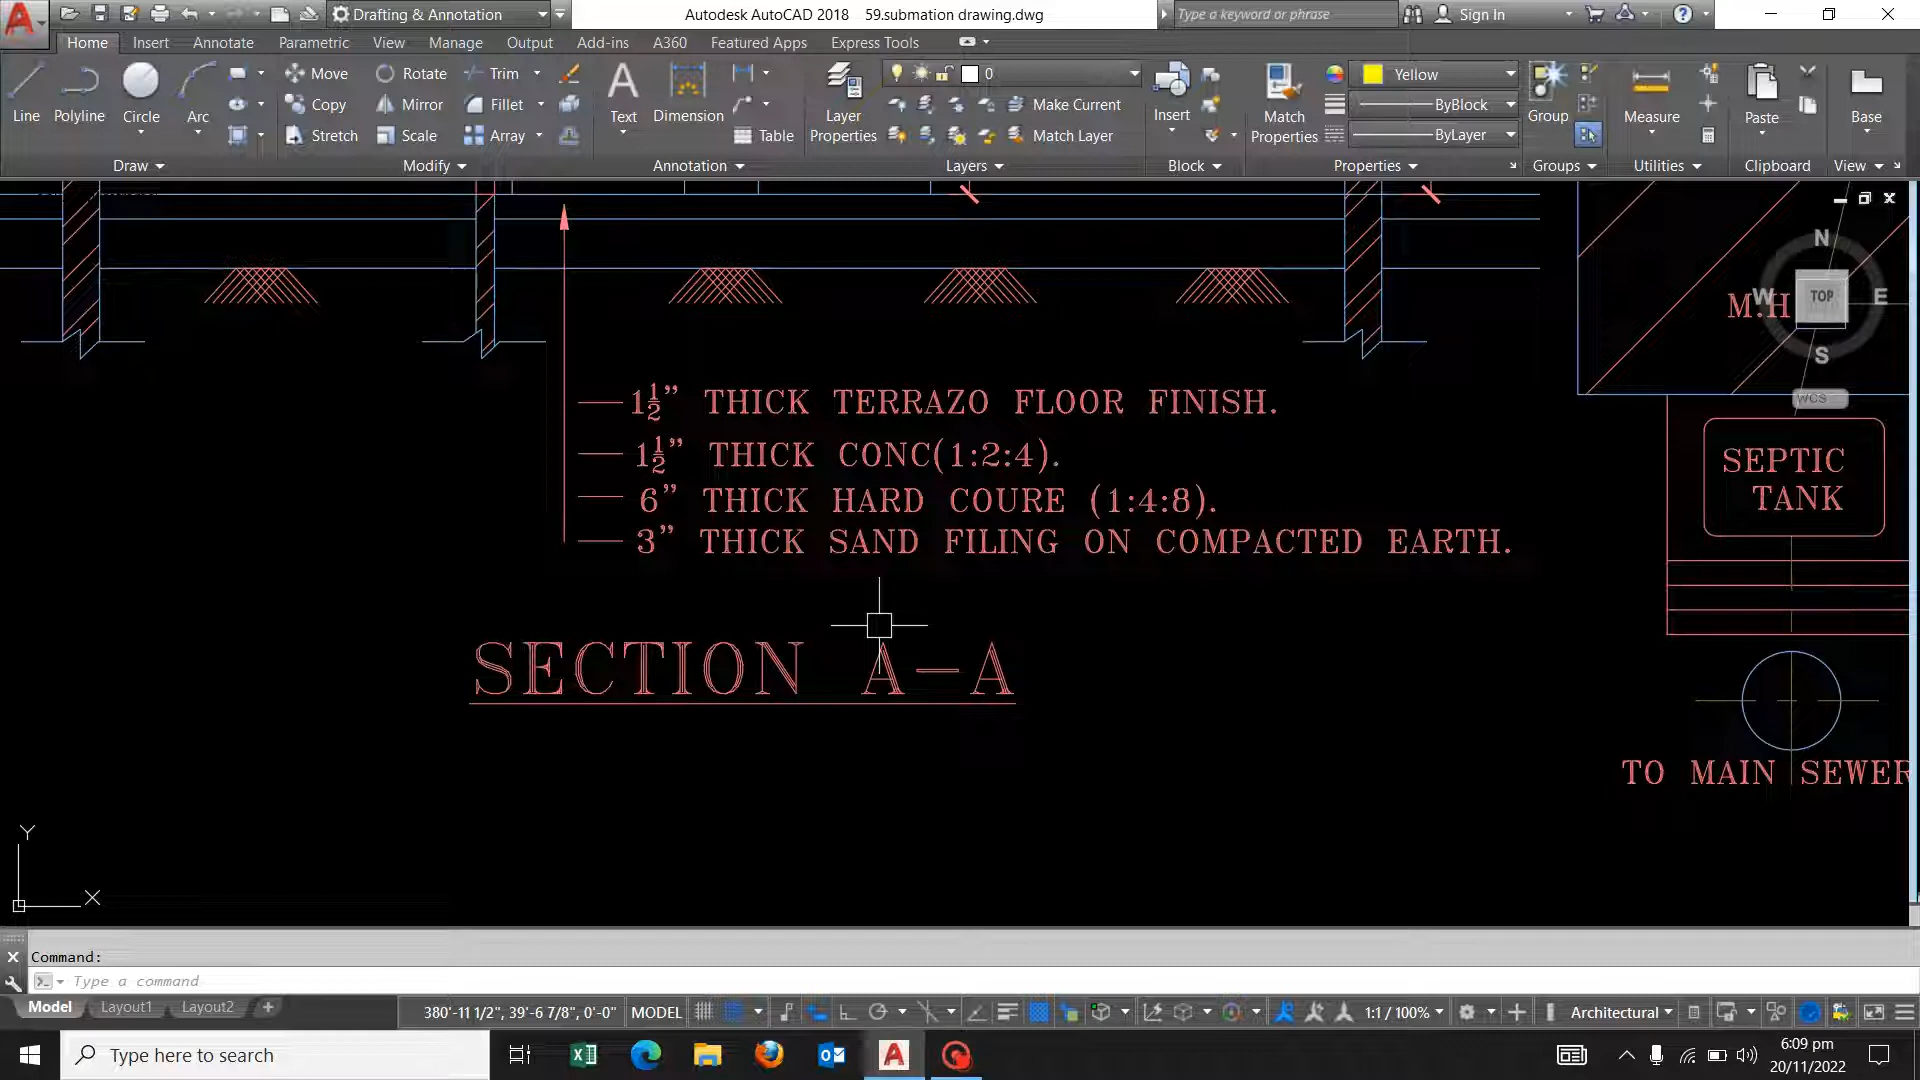 Drafting & Annotation
Autodesk AutoCAD 2018 59.submation drawing.dwg
Type a keyword or phrase
Sign In
Home Insert Annotate Parametric View Manage Output Add-ins A360 Featured Apps Express Tools
Line Polyline Circle Arc
Move Rotate Trim
Copy Mirror Fillet
Stretch Scale Array
Text Dimension Table
Layer Properties
0
Make Current
Match Layer
Insert
Match Properties
Yellow
ByBlock
ByLayer
Group
Measure
Paste
Base
Draw Modify Annotation Layers Block Properties Groups Utilities Clipboard View
N
W TOP E
S
WCS
M.H
1½” THICK TERRAZO FLOOR FINISH.
1½” THICK CONC(1:2:4).
6” THICK HARD COURE (1:4:8).
3” THICK SAND FILING ON COMPACTED EARTH.
SECTION A-A
SEPTIC
TANK
TO MAIN SEWER
Y
X
Command:
Type a command
Model Layout1 Layout2 +
380'-11 1/2", 39'-6 7/8", 0'-0" MODEL 1:1 / 100% Architectural
Type here to search
6:09 pm
20/11/2022